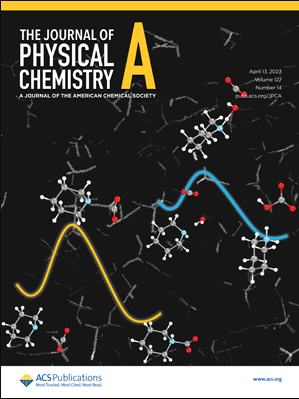 THE JOURNAL OF
PHYSICAL
CHEMISTRY A
A JOURNAL OF THE AMERICAN CHEMICAL SOCIETY
April 13, 2023
Volume 127
Number 14
pubs.acs.org/JPCA
N
N
N
N
N
ACS Publications
Most Trusted. Most Cited. Most Read.
www.acs.org